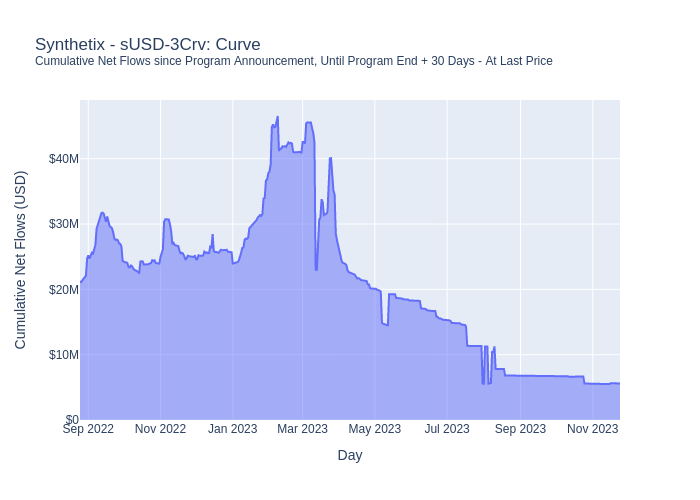 Synthetix - sUSD-3Crv: Curve
Cumulative Net Flows since Program Announcement, Until Program End + 30 Days - At Last Price
Cumulative Net Flows (USD)
$40M
$30M
$20M
$10M
$0
Sep 2022 Nov 2022 Jan 2023 Mar 2023 May 2023 Jul 2023 Sep 2023 Nov 2023
Day